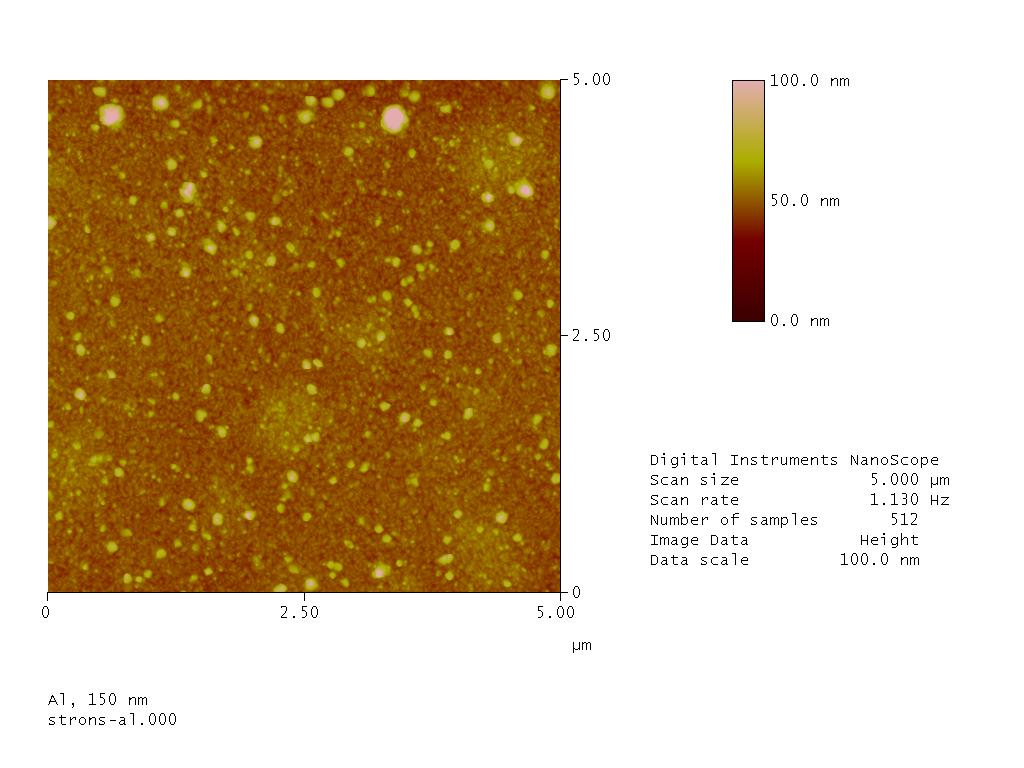 5.00
100.0 nm
50.0 nm
0.0 nm
2.50
0
0 2.50 5.00
µm
Digital Instruments NanoScope
Scan size 5.000 µm
Scan rate 1.130 Hz
Number of samples 512
Image Data Height
Data scale 100.0 nm
Al, 150 nm
strons-al.000